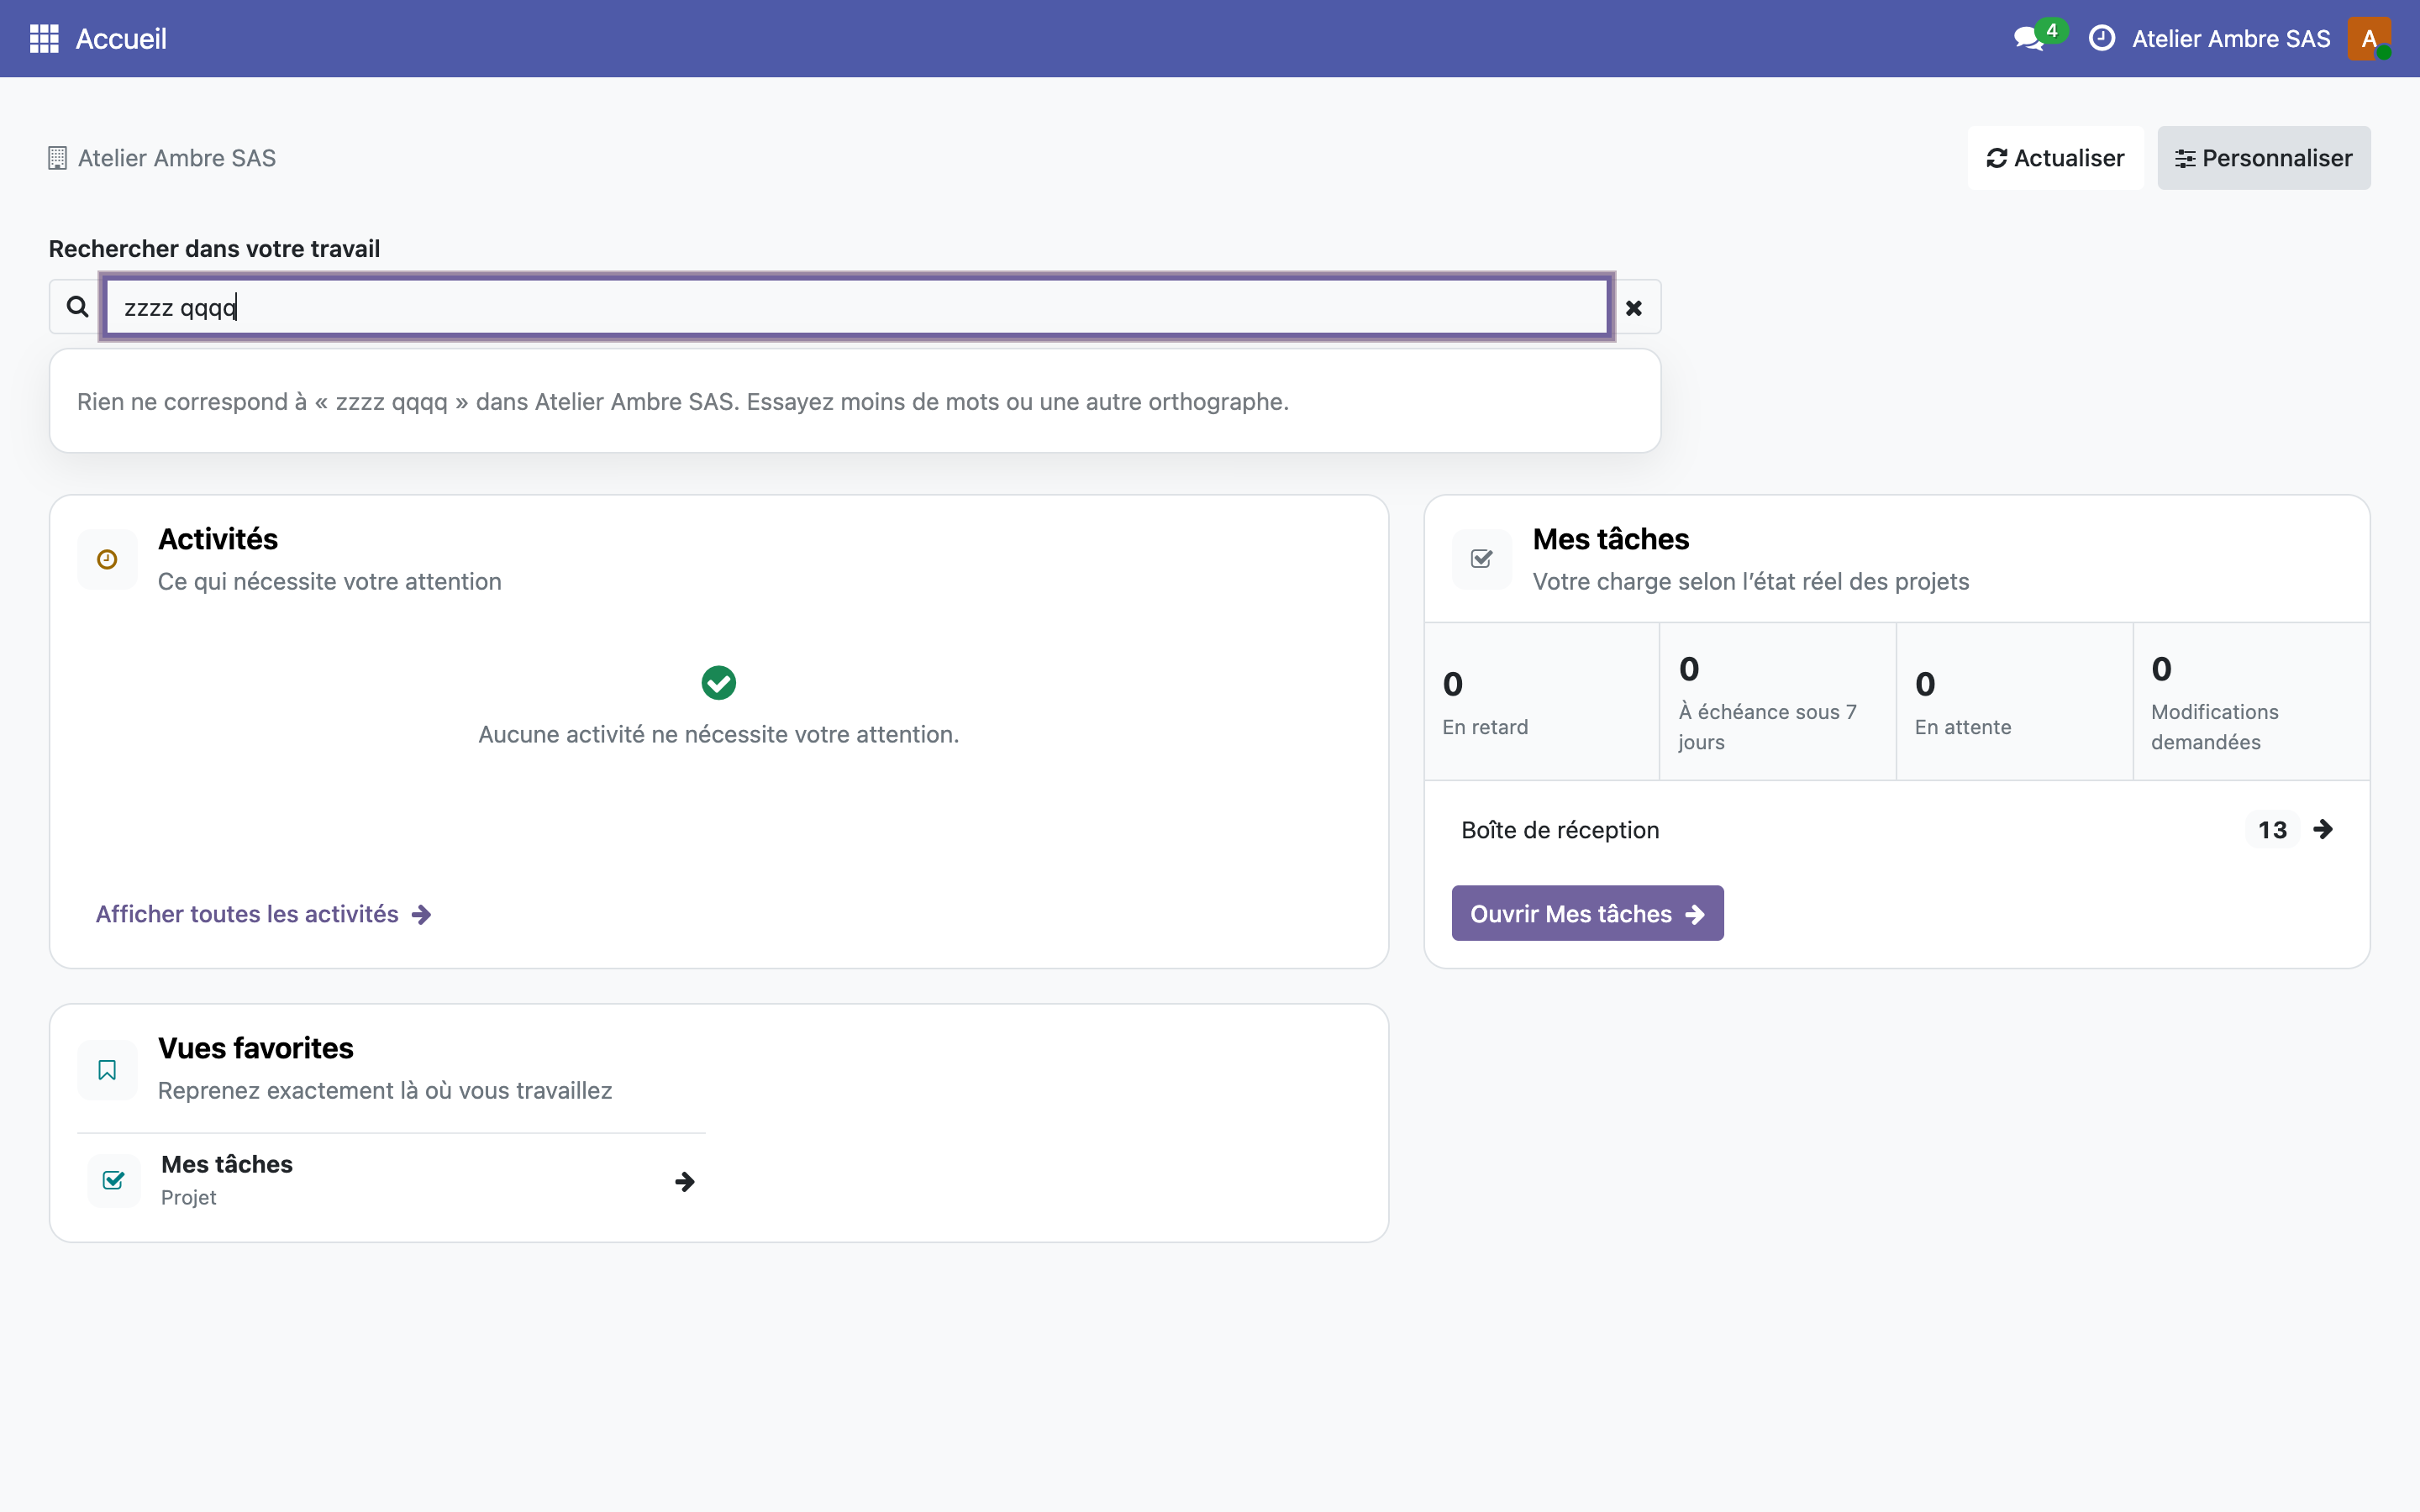 Accueil
4
Atelier Ambre SAS
A
Atelier Ambre SAS
Actualiser
Personnaliser
Rechercher dans votre travail
zzzz qqqq
Rien ne correspond à « zzzz qqqq » dans Atelier Ambre SAS. Essayez moins de mots ou une autre orthographe.
Activités
Ce qui nécessite votre attention
Aucune activité ne nécessite votre attention.
Afficher toutes les activités
Mes tâches
Votre charge selon l’état réel des projets
0
En retard
0
À échéance sous 7
jours
0
En attente
0
Modifications
demandées
Boîte de réception
13
Ouvrir Mes tâches
Vues favorites
Reprenez exactement là où vous travaillez
Mes tâches
Projet